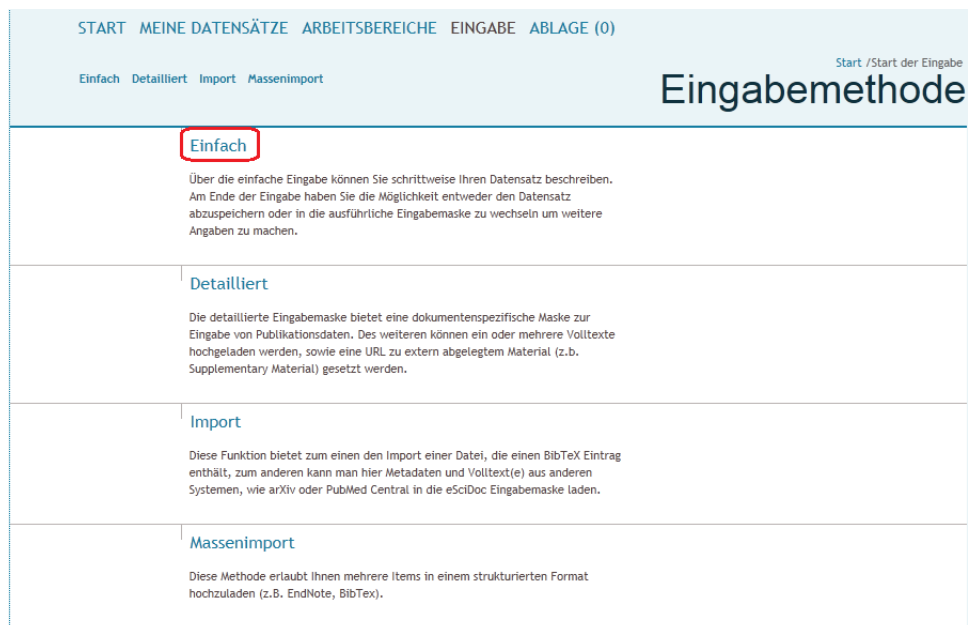 START MEINE DATENSÄTZE ARBEITSBEREICHE EINGABE ABLAGE (0)
Start /Start der Eingabe
Einfach Detailliert Import Massenimport
Eingabemethode
Einfach
Über die einfache Eingabe können Sie schrittweise Ihren Datensatz beschreiben.
Am Ende der Eingabe haben Sie die Möglichkeit entweder den Datensatz
abzuspeichern oder in die ausführliche Eingabemaske zu wechseln um weitere
Angaben zu machen.
Detailliert
Die detaillierte Eingabemaske bietet eine dokumentenspezifische Maske zur
Eingabe von Publikationsdaten. Des weiteren können ein oder mehrere Volltexte
hochgeladen werden, sowie eine URL zu extern abgelegtem Material (z.b.
Supplementary Material) gesetzt werden.
Import
Diese Funktion bietet zum einen den Import einer Datei, die einen BibTeX Eintrag
enthält, zum anderen kann man hier Metadaten und Volltext(e) aus anderen
Systemen, wie arXiv oder PubMed Central in die eSciDoc Eingabemaske laden.
Massenimport
Diese Methode erlaubt Ihnen mehrere Items in einem strukturierten Format
hochzuladen (z.B. EndNote, BibTex).